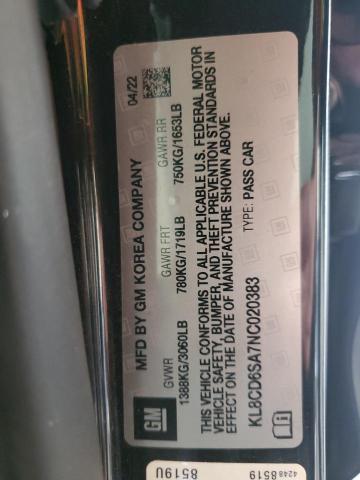 MFD BY GM KOREA COMPANY 04/22
GVWR GAWR FRT GAWR RR
1388KG/3060LB 780KG/1719LB 750KG/1653LB
THIS VEHICLE CONFORMS TO ALL APPLICABLE U.S. FEDERAL MOTOR
VEHICLE SAFETY, BUMPER, AND THEFT PREVENTION STANDARDS IN
EFFECT ON THE DATE OF MANUFACTURE SHOWN ABOVE.
KL8CD6SA7NC020383 TYPE: PASS CAR
GM
42488519
8519U